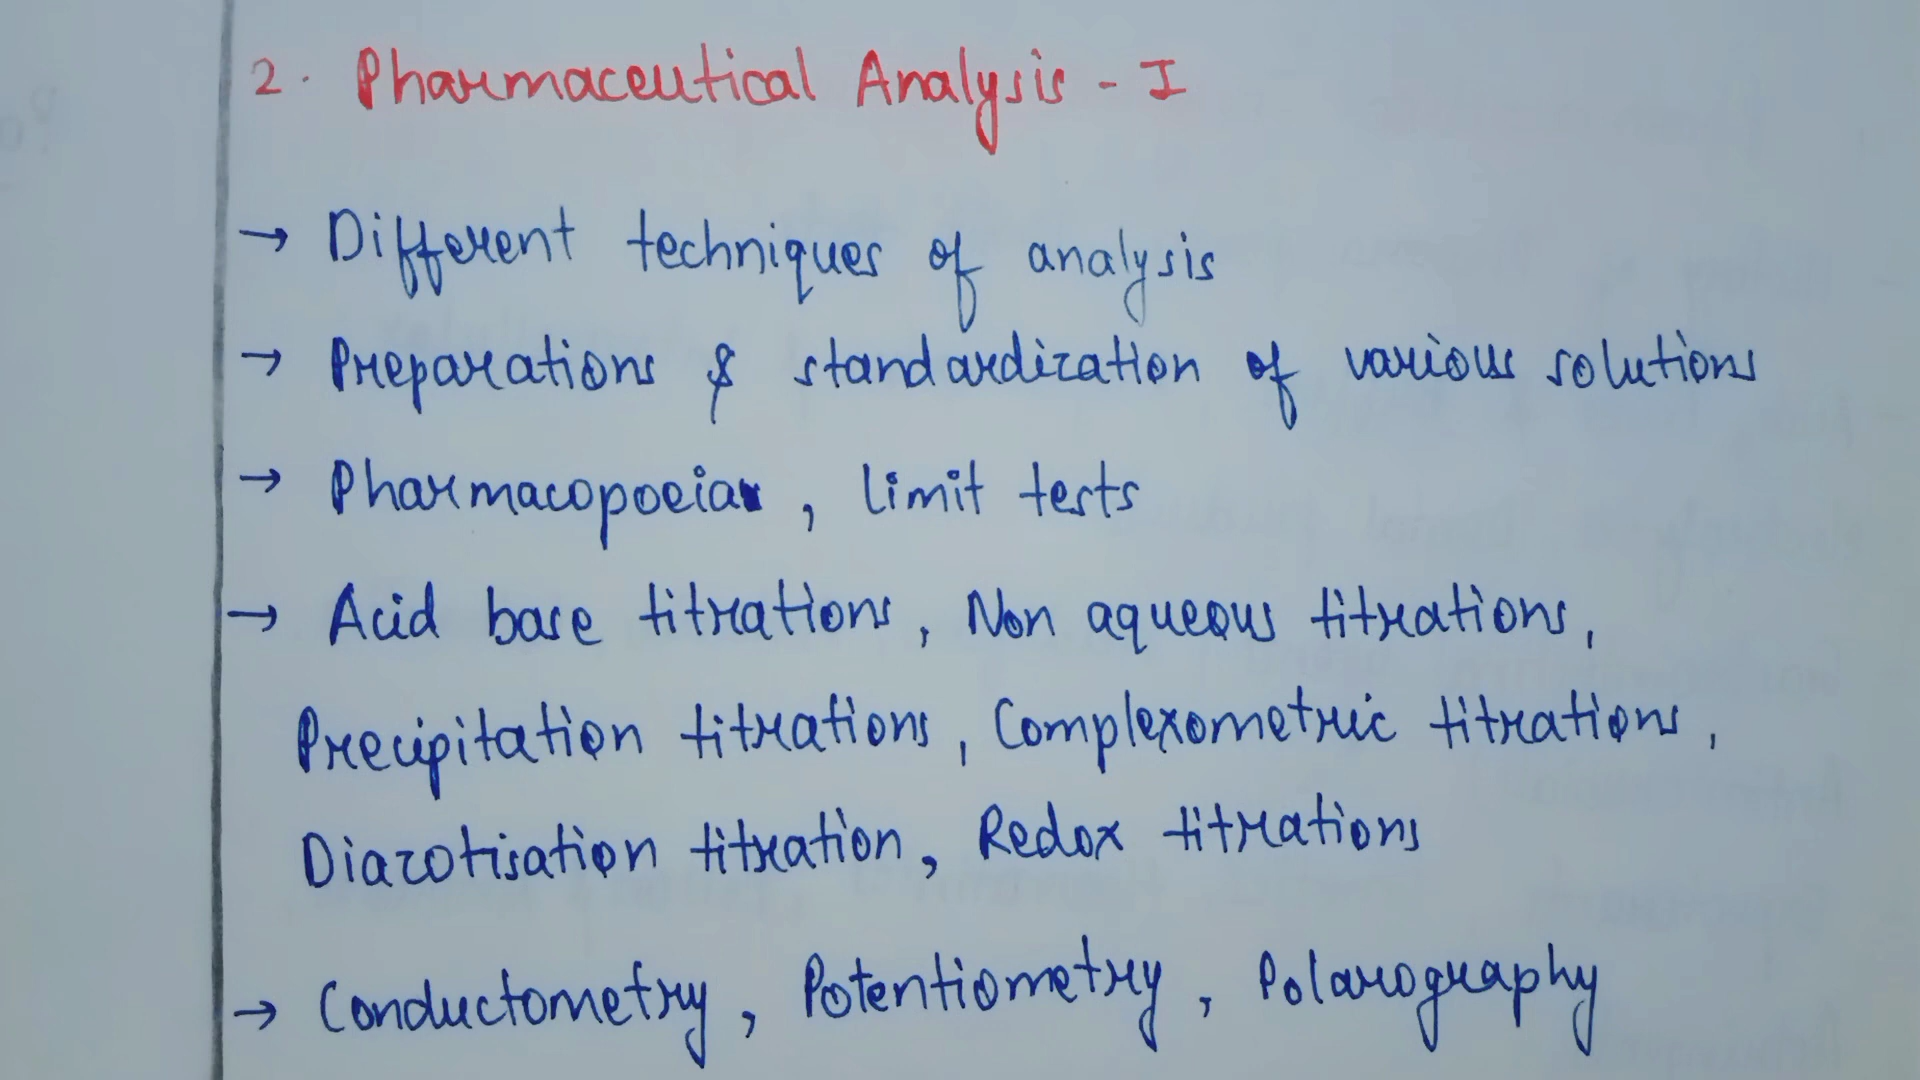 2. Pharmaceutical Analysis - I
→ Different techniques of analysis
→ Preparations & standardization of various solutions
→ Pharmacopoeia, limit tests
→ Acid base titrations, Non aqueous titrations,
Precipitation titrations, Complexometric titrations,
Diazotisation titration, Redox titrations
→ Conductometry, Potentiometry, Polarography